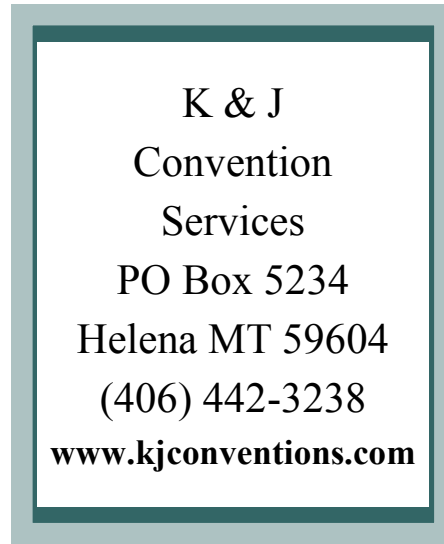 K & J
Convention
Services
PO Box 5234
Helena MT 59604
(406) 442-3238
www.kjconventions.com